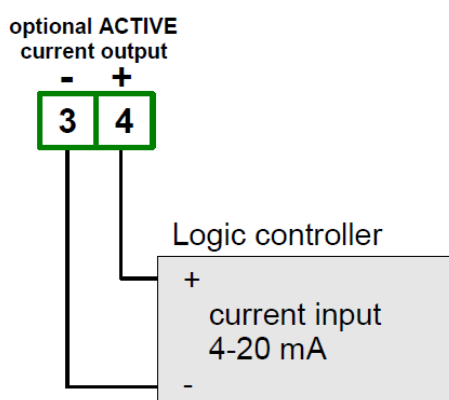 optional ACTIVE
current output
- +
3 4
Logic controller
+
current input
4-20 mA
-